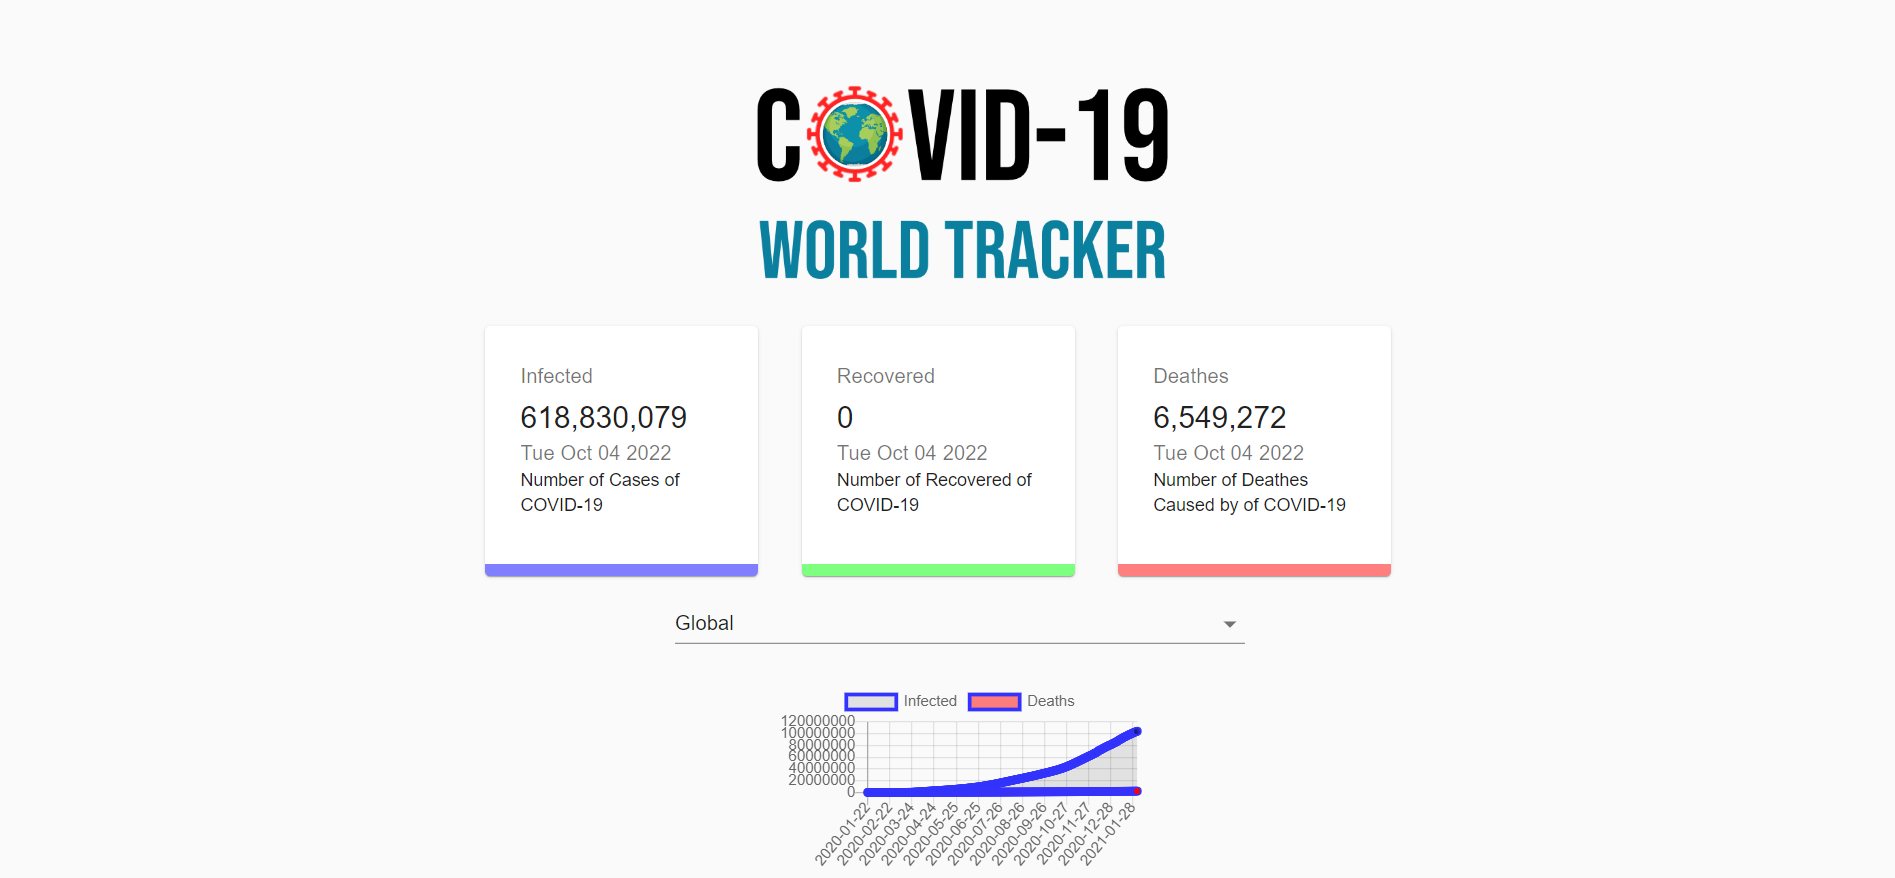 COVID-19
WORLD TRACKER
Infected
618,830,079
Tue Oct 04 2022
Number of Cases of
COVID-19
Recovered
0
Tue Oct 04 2022
Number of Recovered of
COVID-19
Deathes
6,549,272
Tue Oct 04 2022
Number of Deathes
Caused by of COVID-19
Global
Infected Deaths
120000000
100000000
80000000
60000000
40000000
20000000
0
2020-01-22
2020-02-22
2020-03-24
2020-04-24
2020-05-25
2020-06-25
2020-07-26
2020-08-26
2020-09-26
2020-10-27
2020-11-27
2020-12-28
2021-01-28